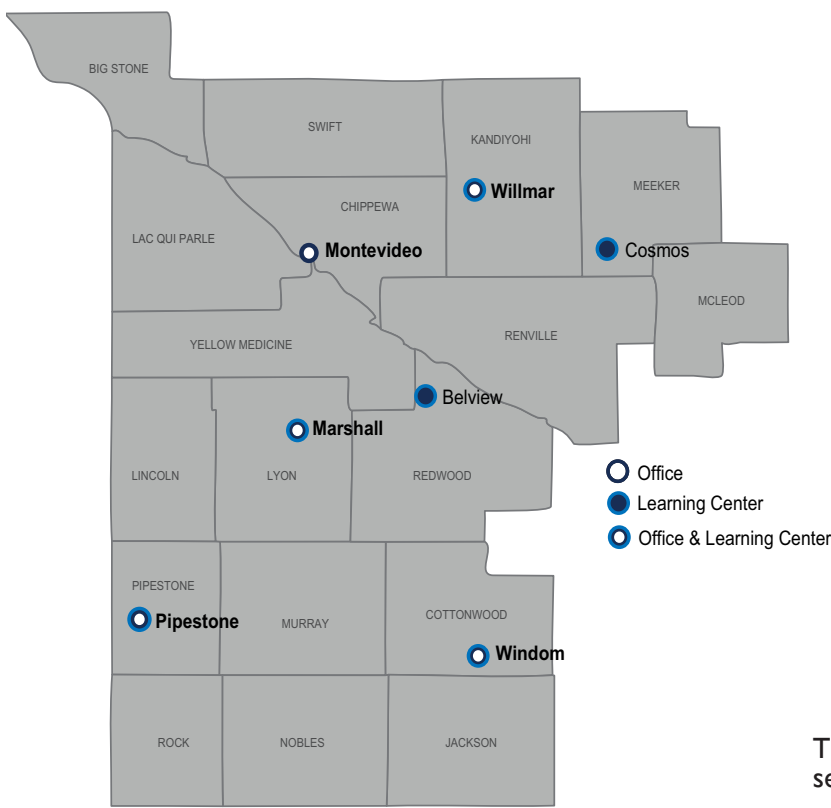 BIG STONE
SWIFT
KANDIYOHI
MEEKER
Willmar
CHIPPEWA
LAC QUI PARLE
Montevideo
Cosmos
MCLEOD
RENVILLE
YELLOW MEDICINE
Belview
Marshall
LINCOLN
LYON
REDWOOD
Office
Learning Center
Office & Learning Center
PIPESTONE
Pipestone
MURRAY
COTTONWOOD
Windom
ROCK
NOBLES
JACKSON